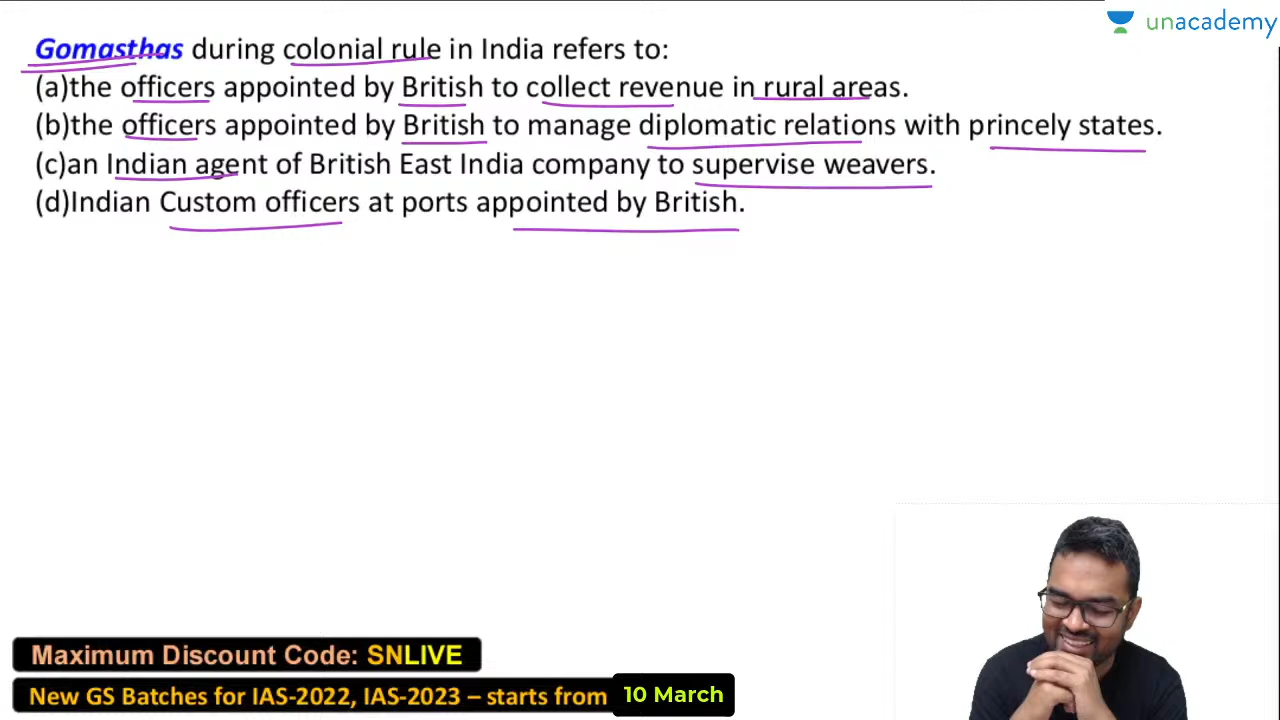 unacademy
Gomasthas during colonial rule in India refers to:
(a)the officers appointed by British to collect revenue in rural areas.
(b)the officers appointed by British to manage diplomatic relations with princely states.
(c)an Indian agent of British East India company to supervise weavers.
(d)Indian Custom officers at ports appointed by British.
Maximum Discount Code: SNLIVE
New GS Batches for IAS-2022, IAS-2023 – starts from 10 March